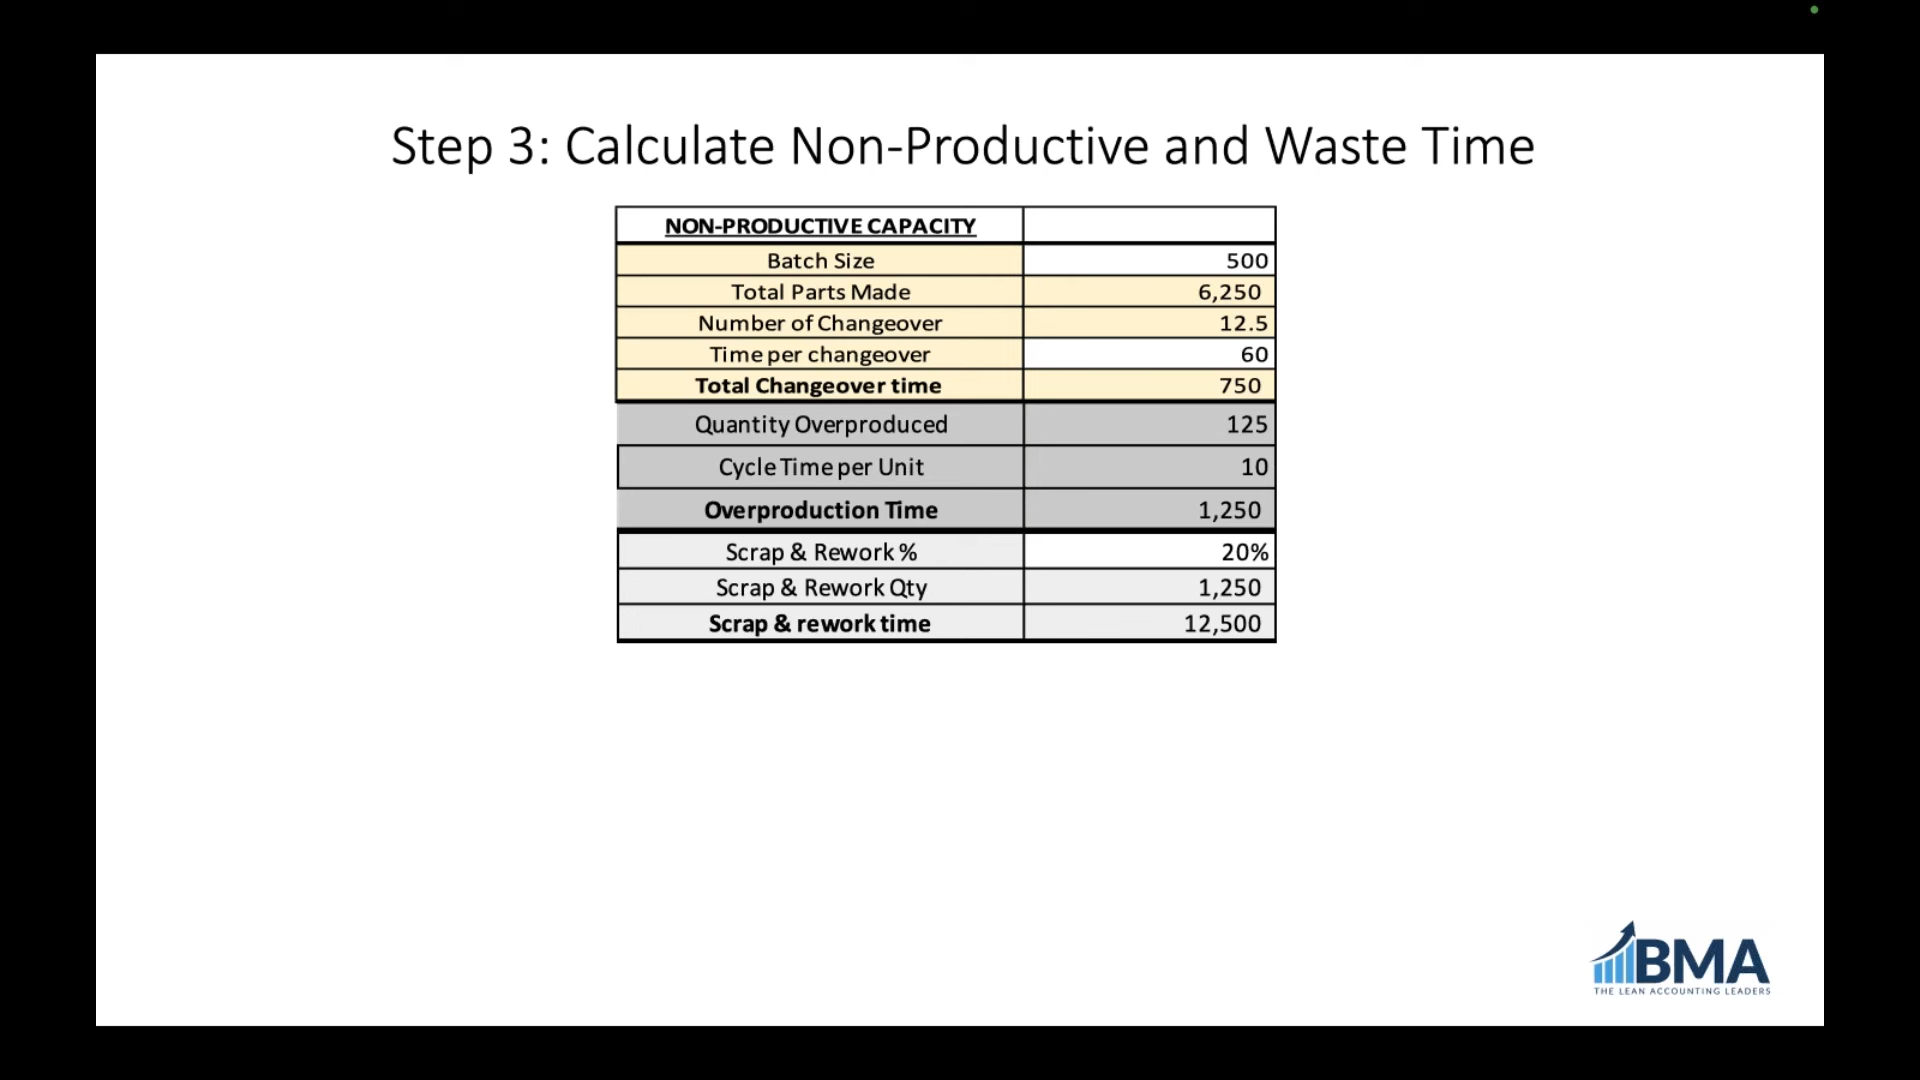 Step 3: Calculate Non-Productive and Waste Time
NON-PRODUCTIVE CAPACITY
Batch Size 500
Total Parts Made 6,250
Number of Changeover 12.5
Time per changeover 60
Total Changeover time 750
Quantity Overproduced 125
Cycle Time per Unit 10
Overproduction Time 1,250
Scrap & Rework % 20%
Scrap & Rework Qty 1,250
Scrap & rework time 12,500
BMA
THE LEAN ACCOUNTING LEADERS